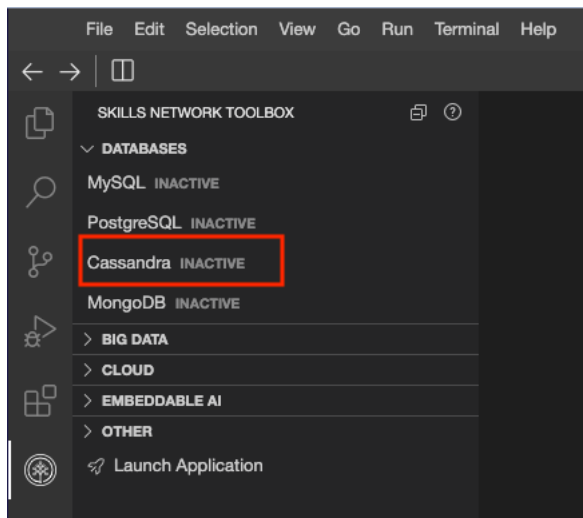 File Edit Selection View Go Run Terminal Help
SKILLS NETWORK TOOLBOX
DATABASES
MySQL INACTIVE
PostgreSQL INACTIVE
Cassandra INACTIVE
MongoDB INACTIVE
BIG DATA
CLOUD
EMBEDDABLE AI
OTHER
Launch Application